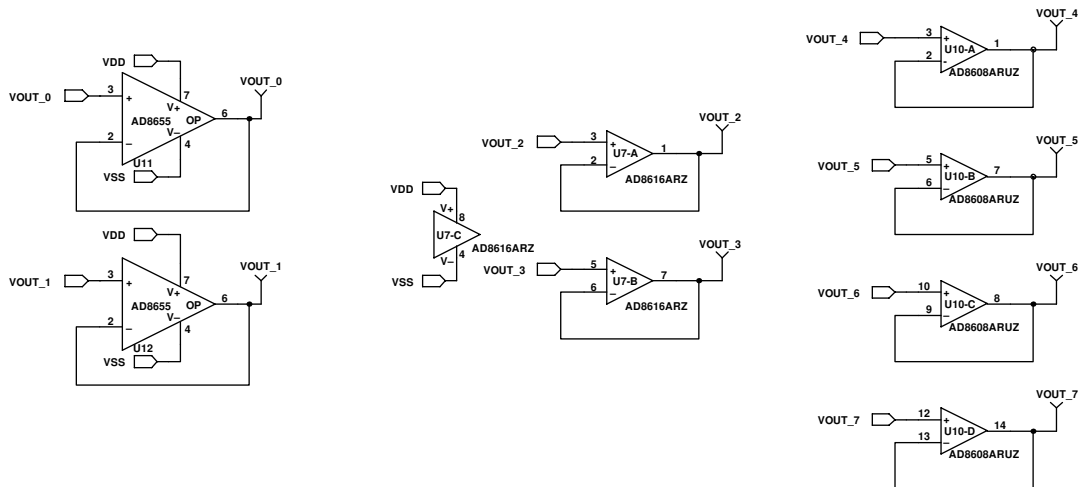 VDD
VOUT_0
3
+
7
V+
AD8655
OP
6
VOUT_0
2
−
V−
4
U11
VSS
VDD
VOUT_1
3
+
7
V+
AD8655
OP
6
VOUT_1
2
−
V−
4
U12
VSS
VDD
V+
8
U7-C
AD8616ARZ
V−
4
VSS
VOUT_2
3
+
U7-A
1
VOUT_2
2
−
AD8616ARZ
VOUT_3
5
+
U7-B
7
VOUT_3
6
−
AD8616ARZ
VOUT_4
3
+
U10-A
1
VOUT_4
2
-
AD8608ARUZ
VOUT_5
5
+
U10-B
7
VOUT_5
6
−
AD8608ARUZ
VOUT_6
10
+
U10-C
8
VOUT_6
9
−
AD8608ARUZ
VOUT_7
12
+
U10-D
14
VOUT_7
13
−
AD8608ARUZ